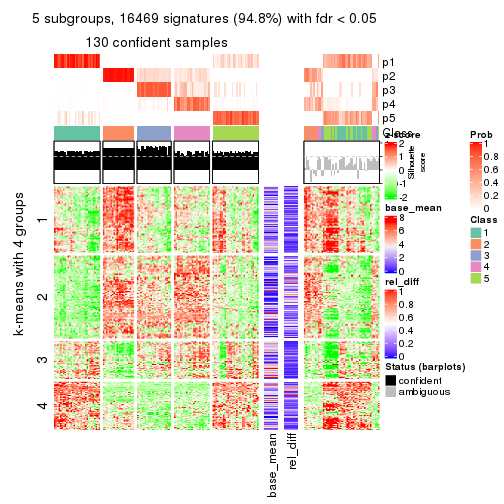 5 subgroups, 16469 signatures (94.8%) with fdr < 0.05
130 confident samples
p1
p2
p3
p4
p5
Class
Silhouette
score
k-means with 4 groups
1
2
3
4
base_mean
rel_diff
z-score
2
1
0
-1
-2
base_mean
8
6
4
2
0
rel_diff
1
0.8
0.6
0.4
0.2
0
Status (barplots)
confident
ambiguous
Prob
1
0.8
0.6
0.4
0.2
0
Class
1
2
3
4
5